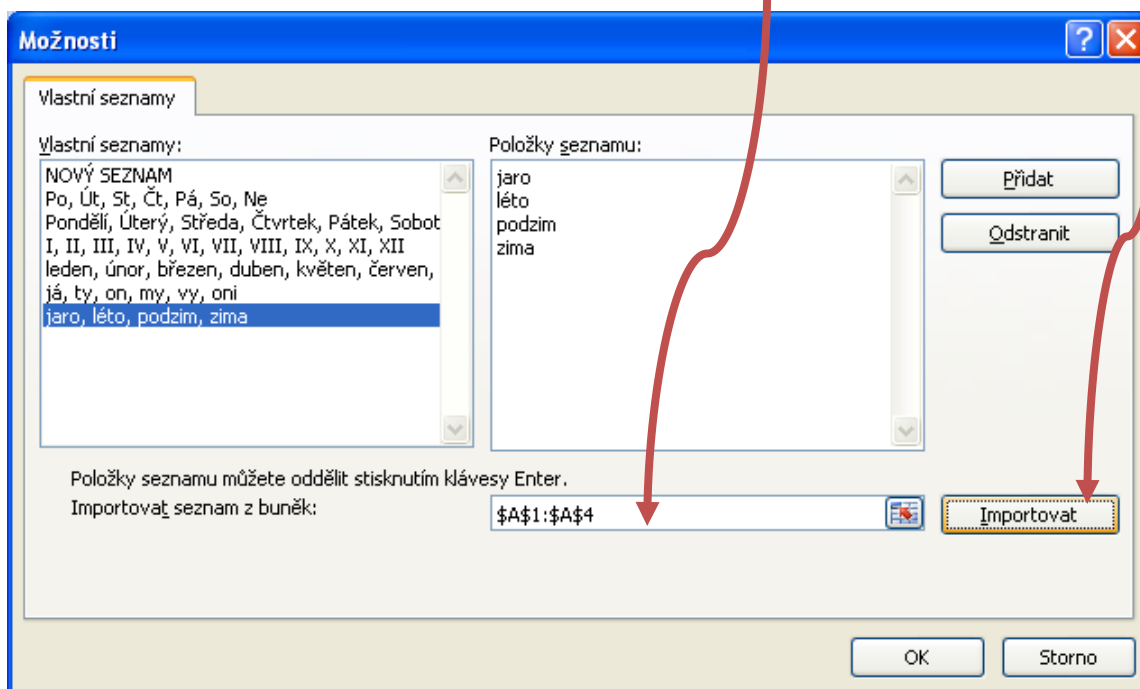 Možnosti
Vlastní seznamy
Vlastní seznamy:
NOVÝ SEZNAM
Po, Út, St, Čt, Pá, So, Ne
Pondělí, Úterý, Středa, Čtvrtek, Pátek, Sobot
I, II, III, IV, V, VI, VII, VIII, IX, X, XI, XII
leden, únor, březen, duben, květen, červen,
já, ty, on, my, vy, oni
jaro, léto, podzim, zima
Položky seznamu:
jaro
léto
podzim
zima
Přidat
Odstranit
Položky seznamu můžete oddělit stisknutím klávesy Enter.
Importovat seznam z buněk:
$A$1:$A$4
Importovat
OK
Storno